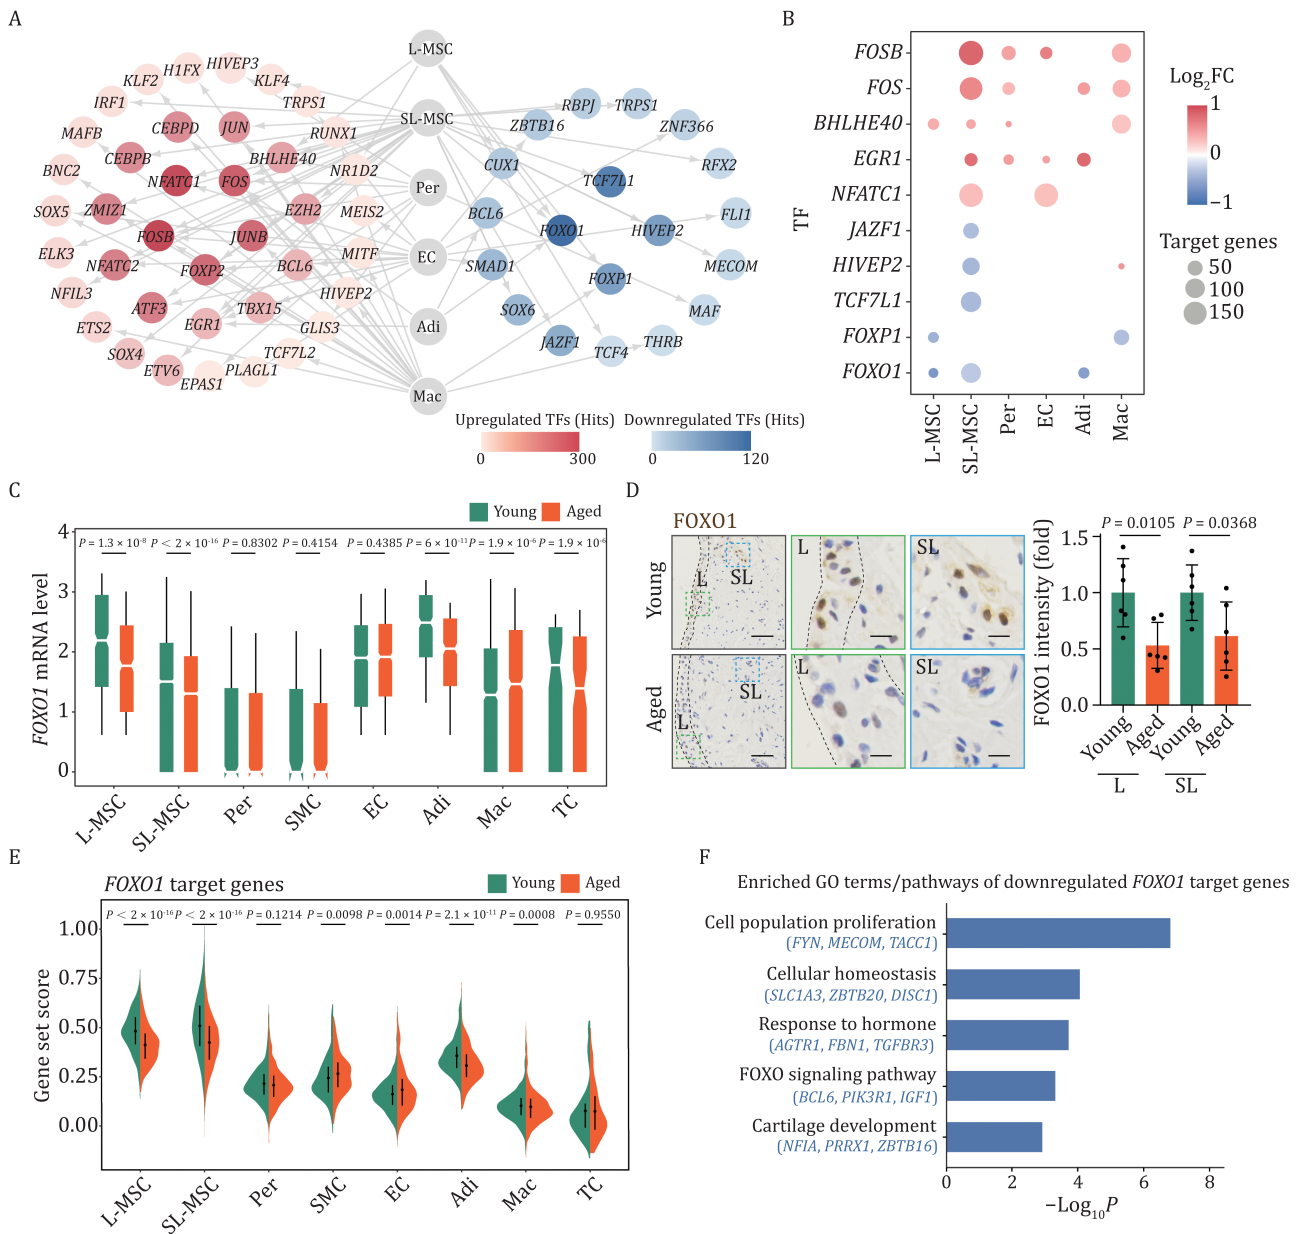 A
L-MSC
SL-MSC
Per
EC
Adi
Mac
HIVEP3
H1FX
KLF2
KLF4
IRF1
TRPS1
MAFB
CEBPD
JUN
RUNX1
CEBPB
BHLHE40
BNC2
NFATC1
FOS
NR1D2
SOX5
ZMIZ1
EZH2
MEIS2
FOSB
JUNB
ELK3
NFATC2
FOXP2
BCL6
MITF
NFIL3
HIVEP2
ATF3
TBX15
ETS2
EGR1
GLIS3
SOX4
TCF7L2
ETV6
PLAGL1
EPAS1
RBPJ
TRPS1
ZBTB16
ZNF366
CUX1
RFX2
TCF7L1
BCL6
FLI1
FOXO1
HIVEP2
SMAD1
MECOM
FOXP1
SOX6
MAF
JAZF1
TCF4
THRB
Upregulated TFs (Hits)
0
300
Downregulated TFs (Hits)
0
120
B
TF
FOSB
FOS
BHLHE40
EGR1
NFATC1
JAZF1
HIVEP2
TCF7L1
FOXP1
FOXO1
L-MSC
SL-MSC
Per
EC
Adi
Mac
Log2FC
1
0
−1
Target genes
50
100
150
C
Young
Aged
FOXO1 mRNA level
4
3
2
1
0
P = 1.3 × 10-8
P < 2 × 10-16
P = 0.8302
P = 0.4154
P = 0.4385
P = 6 × 10-11
P = 1.9 × 10-6
P = 1.9 × 10-6
L-MSC
SL-MSC
Per
SMC
EC
Adi
Mac
TC
D
FOXO1
Young
Aged
L
SL
L
SL
L
SL
L
SL
FOXO1 intensity (fold)
P = 0.0105
P = 0.0368
1.5
1.0
0.5
0.0
Young
Aged
Young
Aged
L
SL
E
FOXO1 target genes
Young
Aged
Gene set score
P < 2 × 10-16
P < 2 × 10-16
P = 0.1214
P = 0.0098
P = 0.0014
P = 2.1 × 10-11
P = 0.0008
P = 0.9550
1.00
0.75
0.50
0.25
0.00
L-MSC
SL-MSC
Per
SMC
EC
Adi
Mac
TC
F
Enriched GO terms/pathways of downregulated FOXO1 target genes
Cell population proliferation
(FYN, MECOM, TACC1)
Cellular homeostasis
(SLC1A3, ZBTB20, DISC1)
Response to hormone
(AGTR1, FBN1, TGFBR3)
FOXO signaling pathway
(BCL6, PIK3R1, IGF1)
Cartilage development
(NFIA, PRRX1, ZBTB16)
0
2
4
6
8
−Log10P